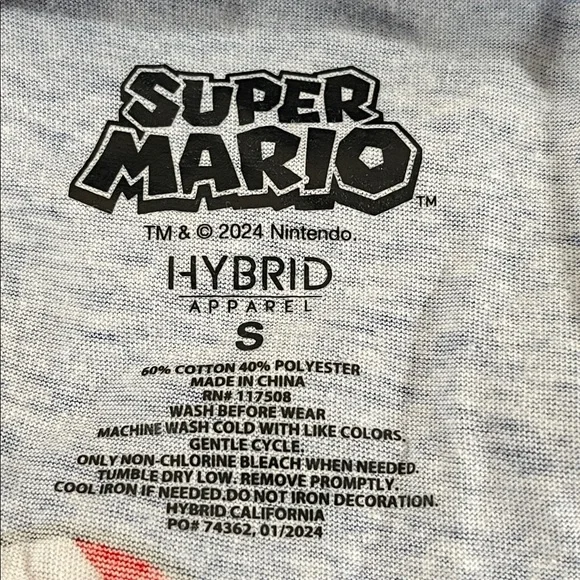 SUPER
MARIO™
TM & © 2024 Nintendo.
HYBRID
APPAREL
S
60% COTTON 40% POLYESTER
MADE IN CHINA
RN# 117508
WASH BEFORE WEAR
MACHINE WASH COLD WITH LIKE COLORS.
GENTLE CYCLE.
ONLY NON-CHLORINE BLEACH WHEN NEEDED.
TUMBLE DRY LOW. REMOVE PROMPTLY.
COOL IRON IF NEEDED.DO NOT IRON DECORATION.
HYBRID CALIFORNIA
PO# 74362, 01/2024